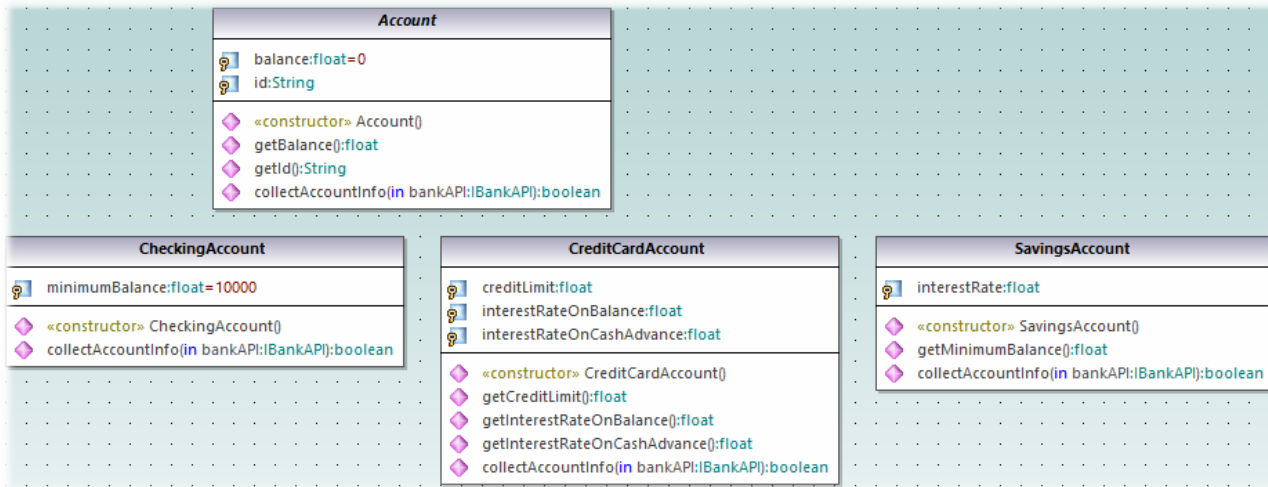 Account
balance:float=0
id:String
«constructor» Account()
getBalance():float
getId():String
collectAccountInfo(in bankAPI:IBankAPI):boolean
CheckingAccount
minimumBalance:float=10000
«constructor» CheckingAccount()
collectAccountInfo(in bankAPI:IBankAPI):boolean
CreditCardAccount
creditLimit:float
interestRateOnBalance:float
interestRateOnCashAdvance:float
«constructor» CreditCardAccount()
getCreditLimit():float
getInterestRateOnBalance():float
getInterestRateOnCashAdvance():float
collectAccountInfo(in bankAPI:IBankAPI):boolean
SavingsAccount
interestRate:float
«constructor» SavingsAccount()
getMinimumBalance():float
collectAccountInfo(in bankAPI:IBankAPI):boolean